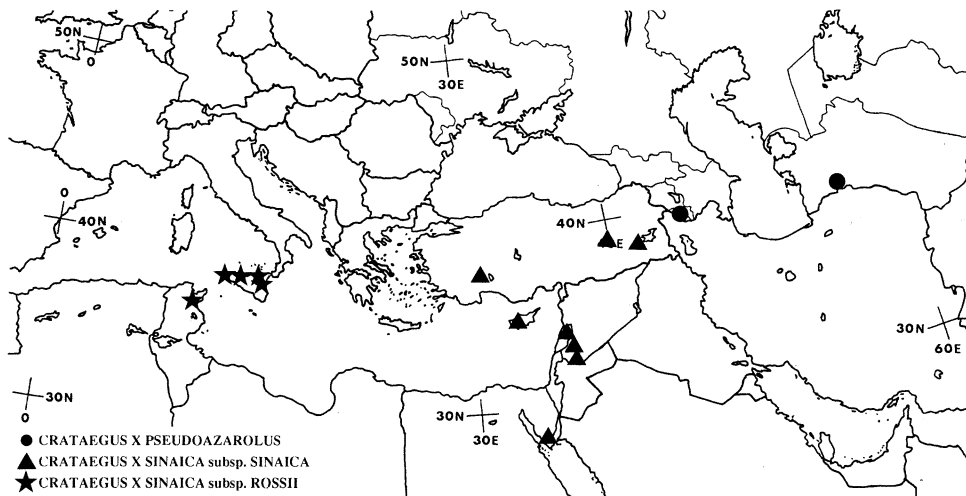 50N
0
50N
30E
0
40N
40N
E
30N
60E
30N
0
30N
30E
CRATAEGUS X PSEUDOAZAROLUS
CRATAEGUS X SINAICA subsp. SINAICA
CRATAEGUS X SINAICA subsp. ROSSII